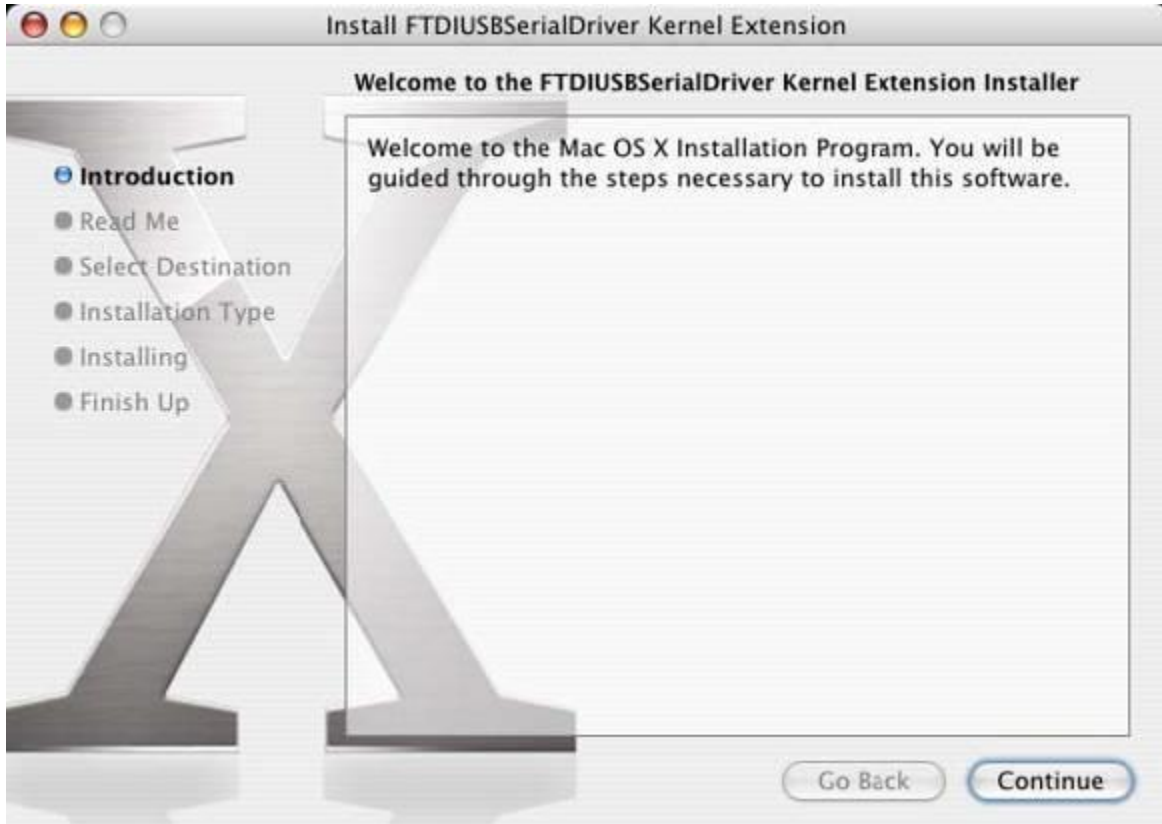 Install FTDIUSBSerialDriver Kernel Extension
Welcome to the FTDIUSBSerialDriver Kernel Extension Installer
Introduction
Read Me
Select Destination
Installation Type
Installing
Finish Up
Welcome to the Mac OS X Installation Program. You will be
guided through the steps necessary to install this software.
Go Back
Continue